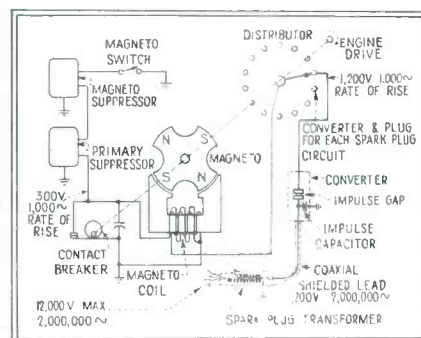 DISTRIBUTOR
ENGINE
DRIVE
MAGNETO
SWITCH
MAGNETO
SUPPRESSOR
1,200V 1,000~
RATE OF RISE
N
S
S
N
PRIMARY
SUPPRESSOR
MAGNETO
CONVERTER & PLUG
FOR EACH SPARK PLUG
CIRCUIT
300V
1,000~
RATE OF
RISE
CONVERTER
IMPULSE GAP
IMPULSE
CAPACITOR
CONTACT
BREAKER
MAGNETO
COIL
COAXIAL
SHIELDED LEAD
200V 2,000,000~
12,000V MAX
2,000,000~
SPARK PLUG TRANSFORMER